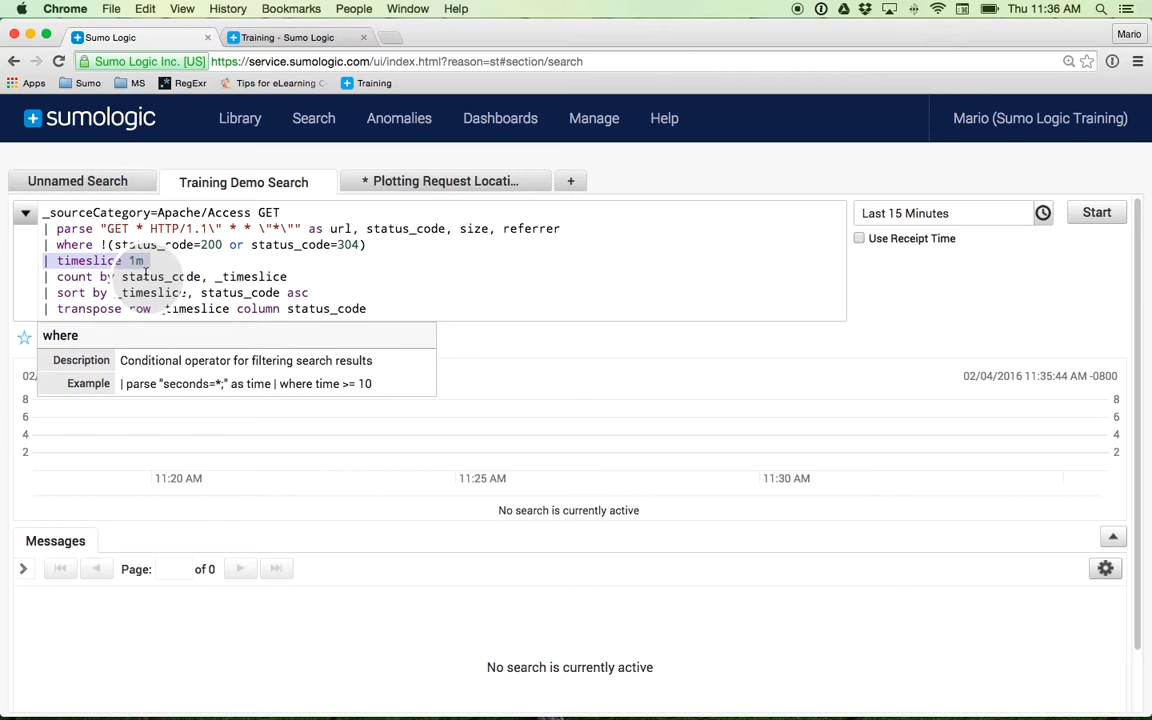 Chrome File Edit View History Bookmarks People Window Help Thu 11:36 AM
Sumo Logic × Training - Sumo Logic × Mario
Sumo Logic Inc. [US] https://service.sumologic.com/ui/index.html?reason=st#section/search
Apps Sumo MS RegExr Tips for eLearning C Training
sumologic Library Search Anomalies Dashboards Manage Help Mario (Sumo Logic Training)
Unnamed Search Training Demo Search * Plotting Request Locati... +
_sourceCategory=Apache/Access GET
| parse "GET * HTTP/1.1\" * * \"*\"" as url, status_code, size, referrer
| where !(status_code=200 or status_code=304)
| timeslice 1m
| count by status_code, _timeslice
| sort by _timeslice, status_code asc
| transpose row _timeslice column status_code
Last 15 Minutes Start
Use Receipt Time
where
Description Conditional operator for filtering search results
Example | parse "seconds=*;" as time | where time >= 10
02/ 02/04/2016 11:35:44 AM -0800
8 8
6 6
4 4
2 2
11:20 AM 11:25 AM 11:30 AM
No search is currently active
Messages
Page: of 0
No search is currently active